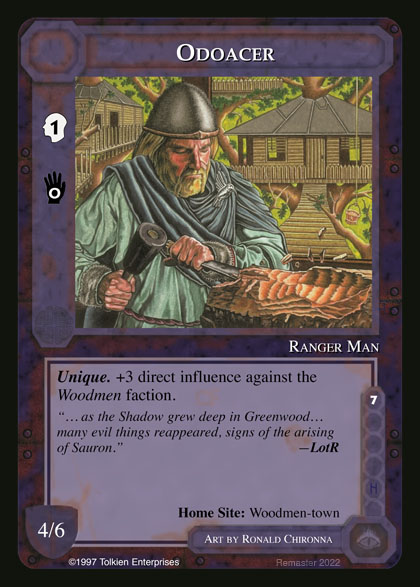 ODOACER
1
0
RANGER MAN
Unique. +3 direct influence against the
Woodmen faction.
“…as the Shadow grew deep in Greenwood…
many evil things reappeared, signs of the arising
of Sauron.” —LotR
7
H
Home Site: Woodmen-town
4/6
ART BY RONALD CHIRONNA
©1997 Tolkien Enterprises
Remaster 2022